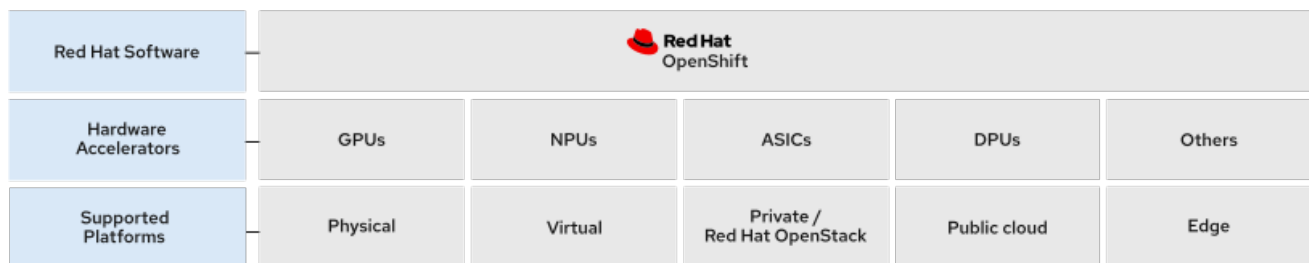 Red Hat Software
Red Hat
OpenShift
Hardware
Accelerators
GPUs
NPUs
ASICs
DPUs
Others
Supported
Platforms
Physical
Virtual
Private /
Red Hat OpenStack
Public cloud
Edge